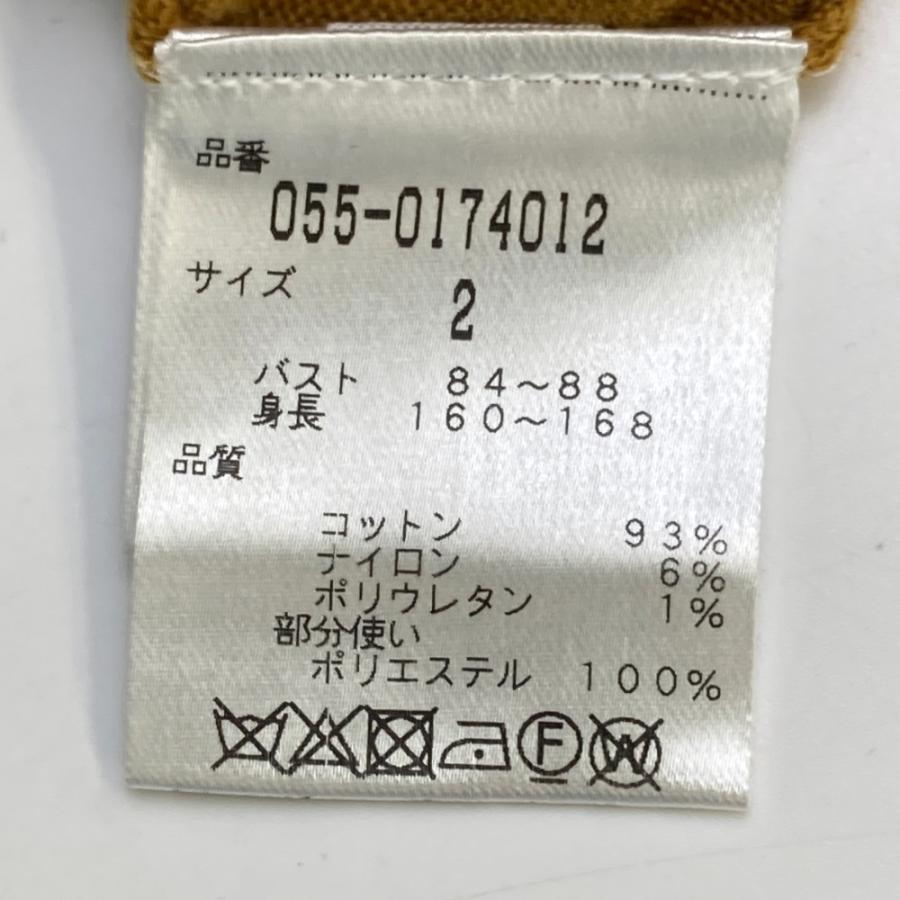 品番
055-0174012
サイズ
2
バスト 84～88
身長 160～168
品質
コットン 93%
ナイロン 6%
ポリウレタン 1%
部分使い
ポリエステル 100%
F W